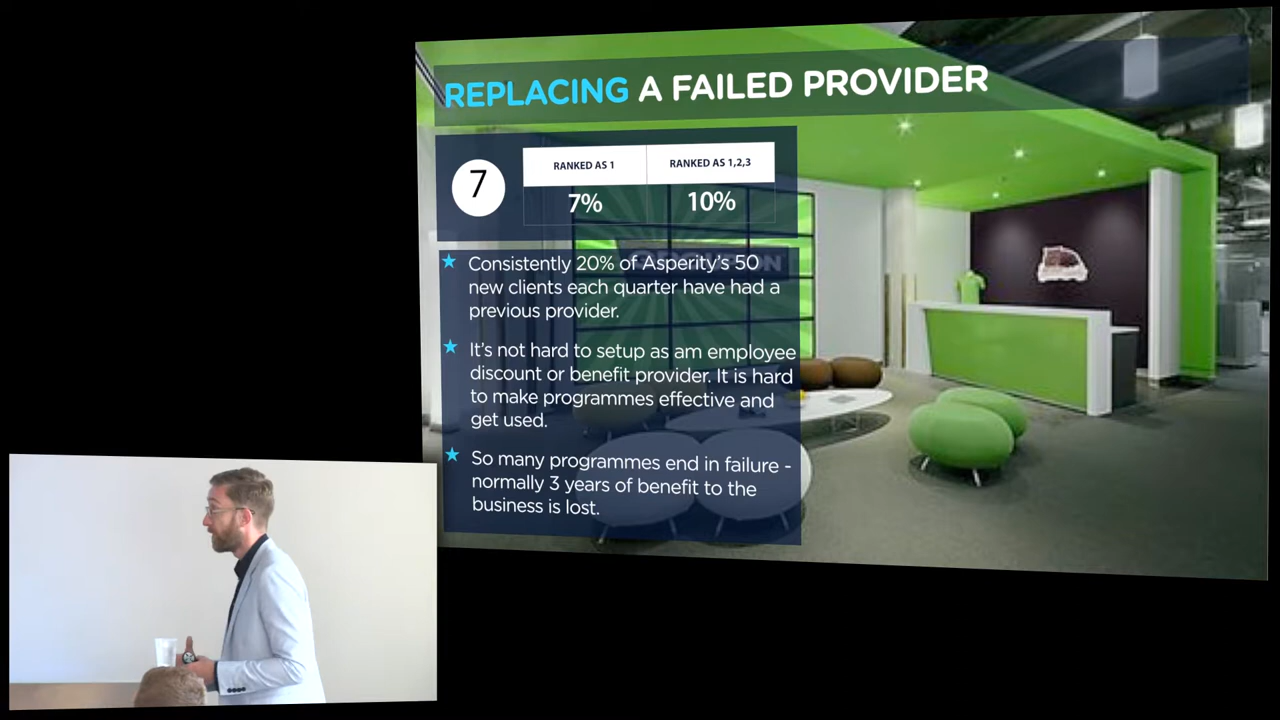 REPLACING A FAILED PROVIDER
7
RANKED AS 1
RANKED AS 1,2,3
7%
10%
Consistently 20% of Asperity's 50
new clients each quarter have had a
previous provider.
It's not hard to setup as am employee
discount or benefit provider. It is hard
to make programmes effective and
get used.
So many programmes end in failure -
normally 3 years of benefit to the
business is lost.